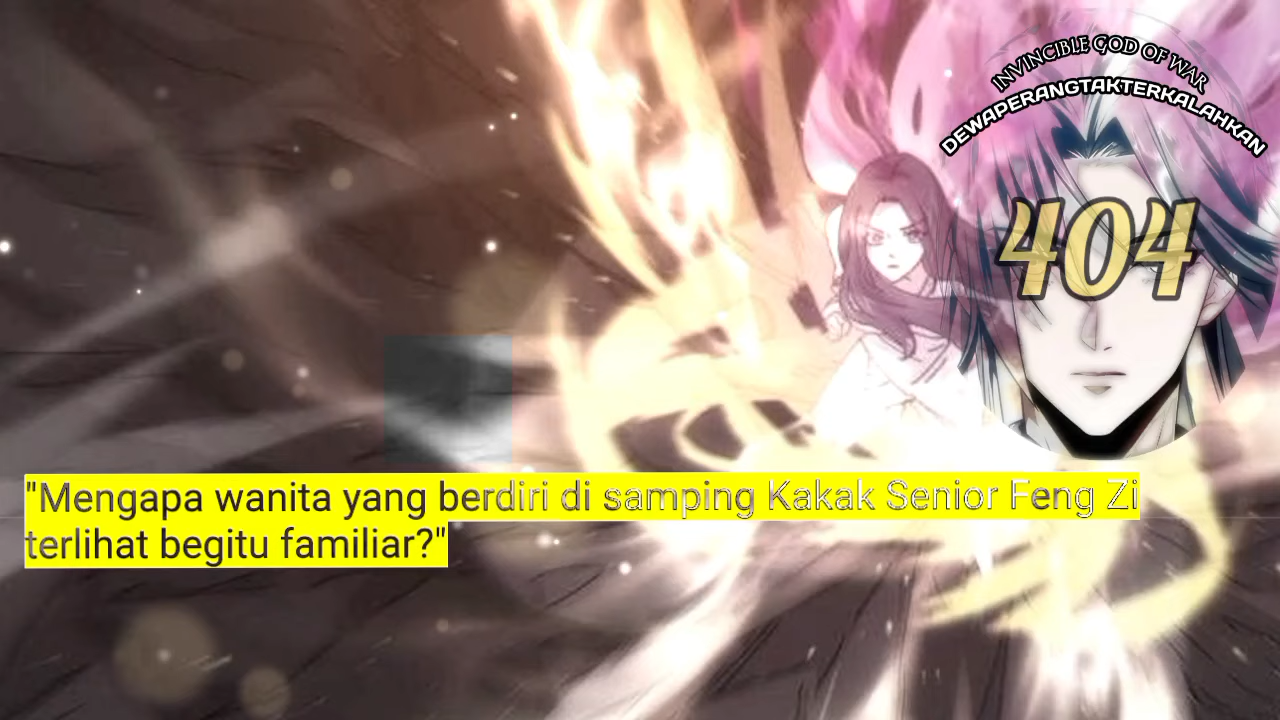 INVINCIBLE GOD OF WAR
DEWAPERANGTAKTERKALAHKAN
404
"Mengapa wanita yang berdiri di samping Kakak Senior Feng Zi
terlihat begitu familiar?"